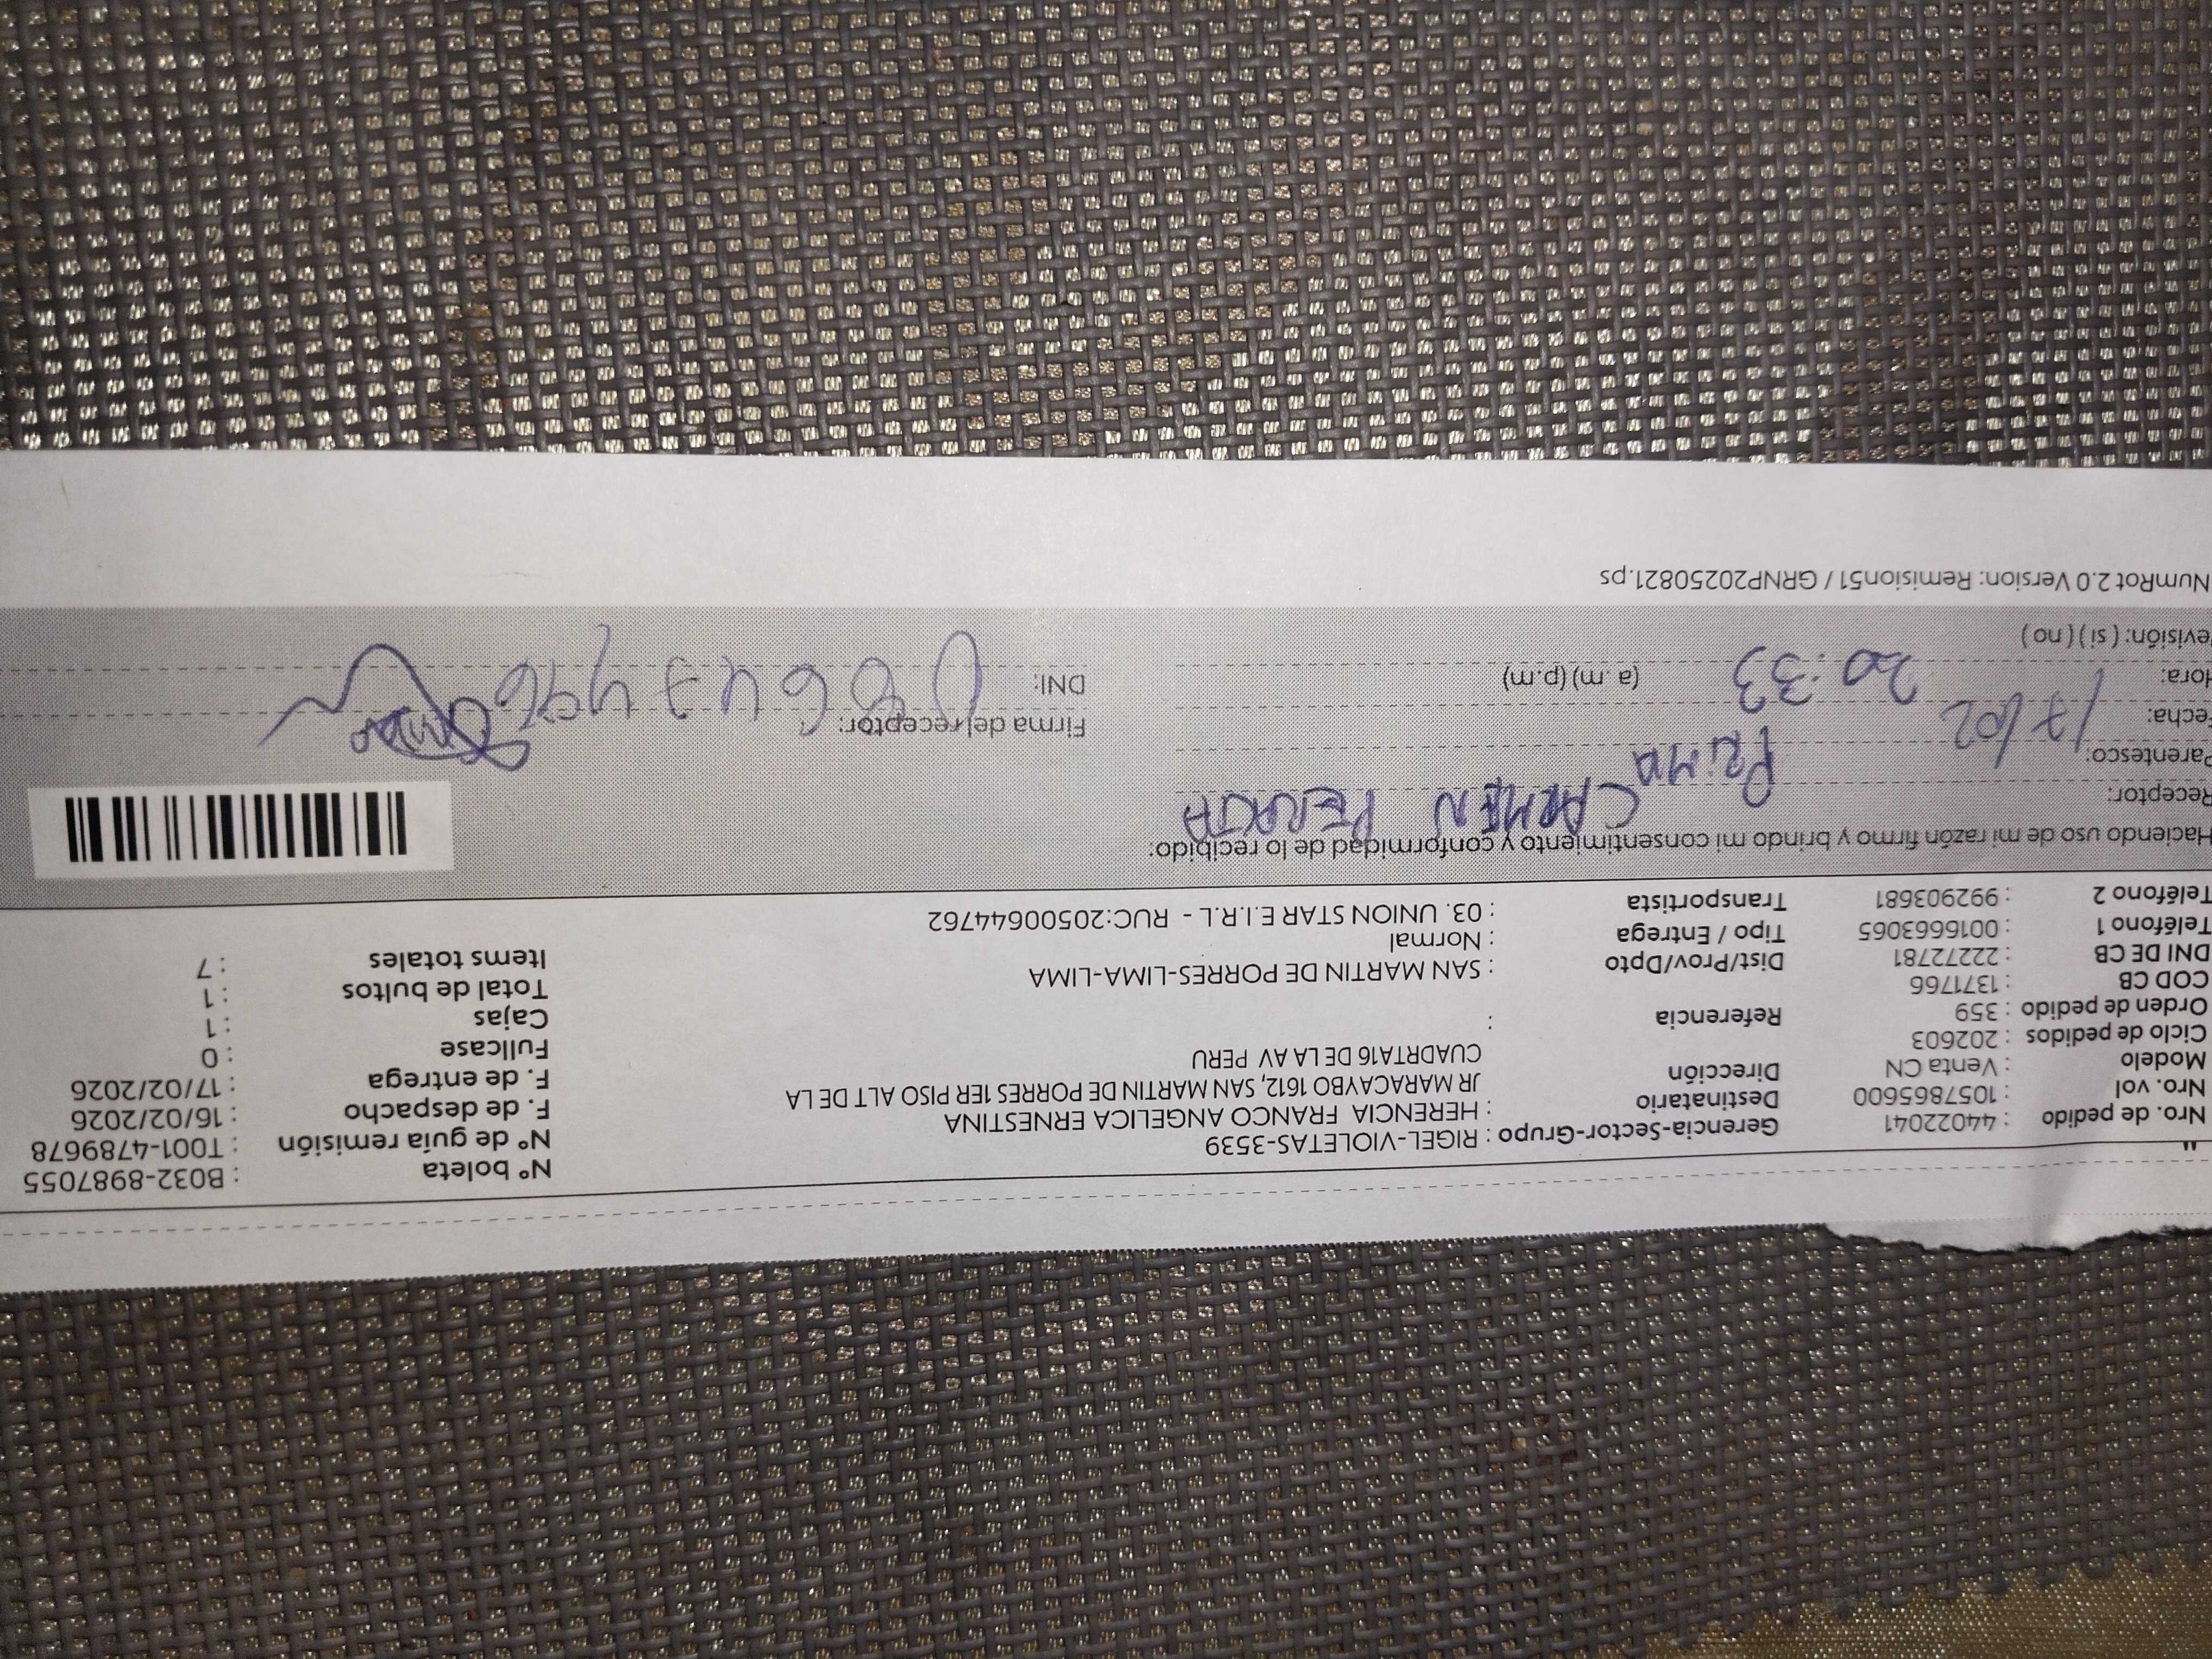 Nro. de pedido : 44022041
Nro. vol : 1057865600
Modelo : Venta CN
Ciclo de pedidos : 202603
Orden de pedido : 359
COD CB : 1371766
DNI DE CB : 22272781
Teléfono 1 : 0016663065
Teléfono 2 : 992903681
Gerencia-Sector-Grupo : RIGEL-VIOLETAS-3539
Destinatario : HERENCIA FRANCO ANGELICA ERNESTINA
Dirección JR MARACAYBO 1612, SAN MARTIN DE PORRES 1ER PISO ALT DE LA
CUADRTA16 DE LA AV PERU
Referencia :
Dist/Prov/Dpto : SAN MARTIN DE PORRES-LIMA-LIMA
Tipo / Entrega : Normal
Transportista : 03. UNION STAR E.I.R.L - RUC:20500644762
Nº boleta : B032-8987055
Nº de guía remisión : T001-4789678
F. de despacho : 16/02/2026
F. de entrega : 17/02/2026
Fullcase : 0
Cajas : 1
Total de bultos : 1
Items totales : 7
Haciendo uso de mi razón firmo y brindo mi consentimiento y conformidad de lo recibido:
Receptor: CARMEN PERALTA
Parentesco: PRIMA
Fecha: 17/02
Hora: 20:33 (a.m) (p.m)
evisión: ( si ) ( no )
Firma del receptor:
DNI:
NumRot 2.0 Version: Remision51 / GRNP20250821.ps